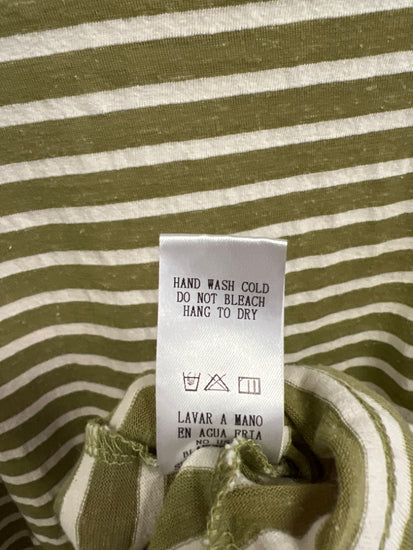 HAND WASH COLD
DO NOT BLEACH
HANG TO DRY
LAVAR A MANO
EN AGUA FRIA